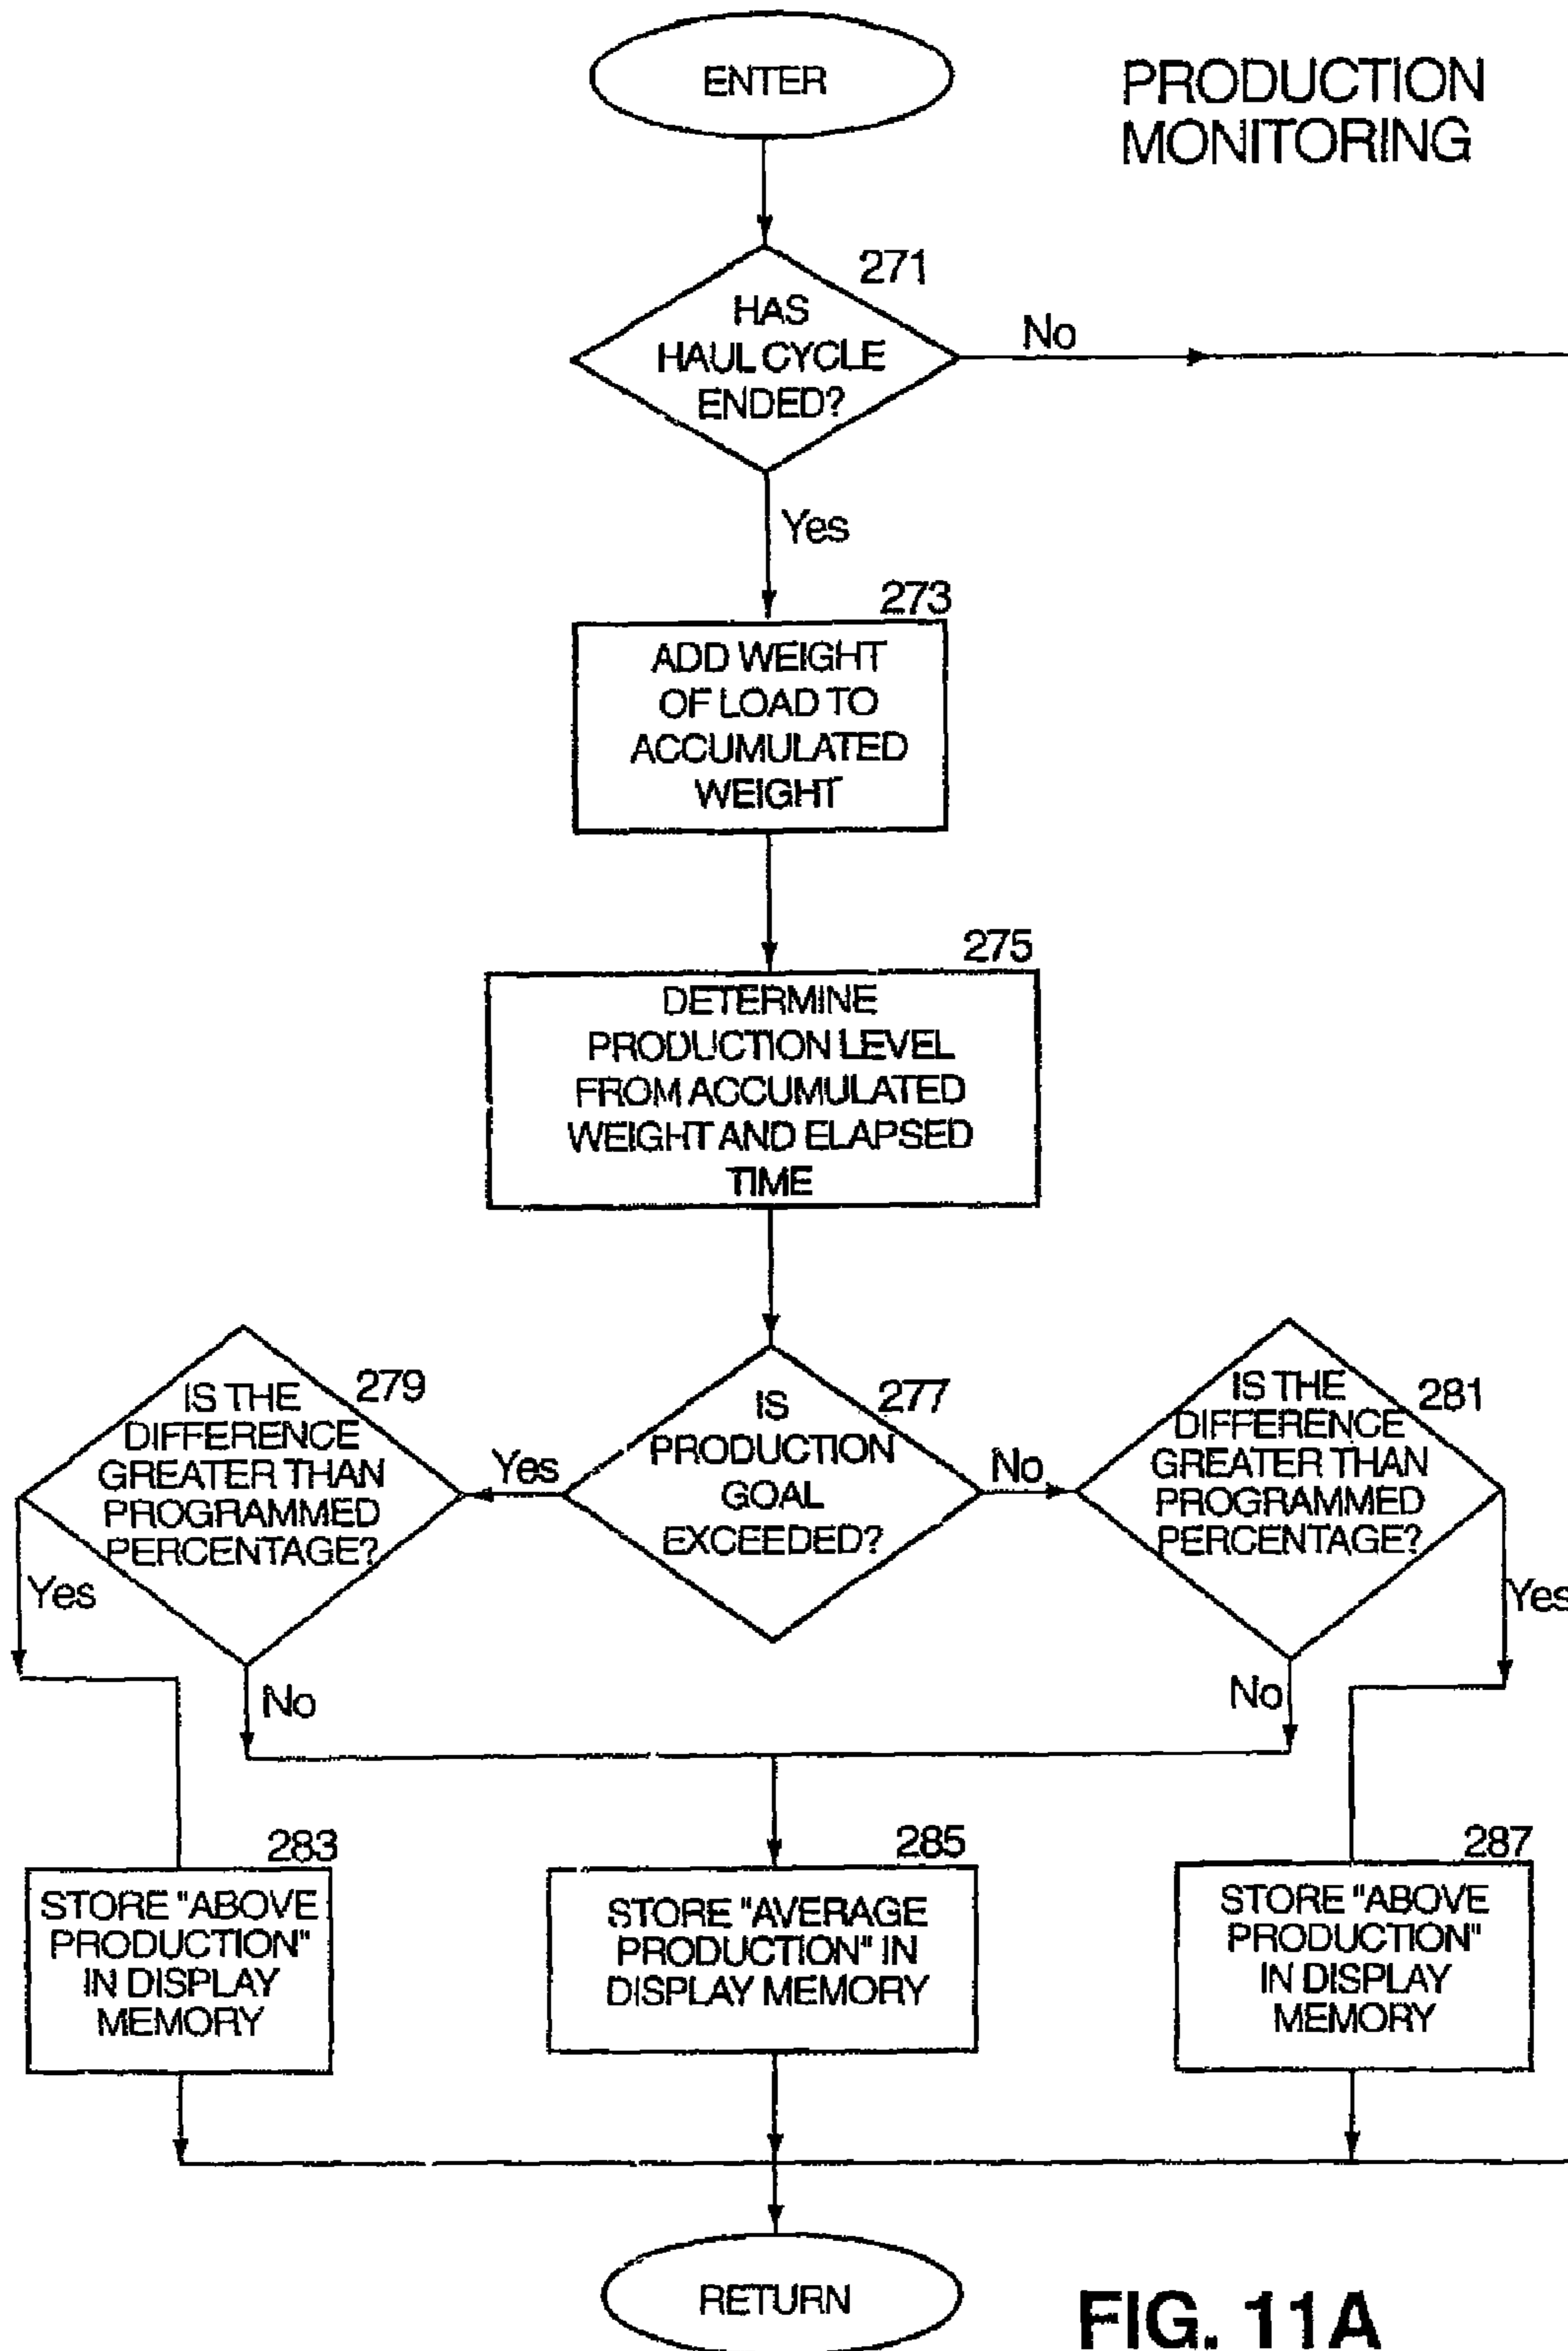 ENTER
PRODUCTION
MONITORING
271
HAS
HAUL CYCLE
ENDED?
No
Yes
273
ADD WEIGHT
OF LOAD TO
ACCUMULATED
WEIGHT
275
DETERMINE
PRODUCTION LEVEL
FROM ACCUMULATED
WEIGHT AND ELAPSED
TIME
279
IS THE
DIFFERENCE
GREATER THAN
PROGRAMMED
PERCENTAGE?
Yes
277
IS
PRODUCTION
GOAL
EXCEEDED?
No
281
IS THE
DIFFERENCE
GREATER THAN
PROGRAMMED
PERCENTAGE?
Yes
No
No
Yes
283
STORE "ABOVE
PRODUCTION"
IN DISPLAY
MEMORY
285
STORE "AVERAGE
PRODUCTION" IN
DISPLAY MEMORY
287
STORE "ABOVE
PRODUCTION"
IN DISPLAY
MEMORY
RETURN
FIG. 11A